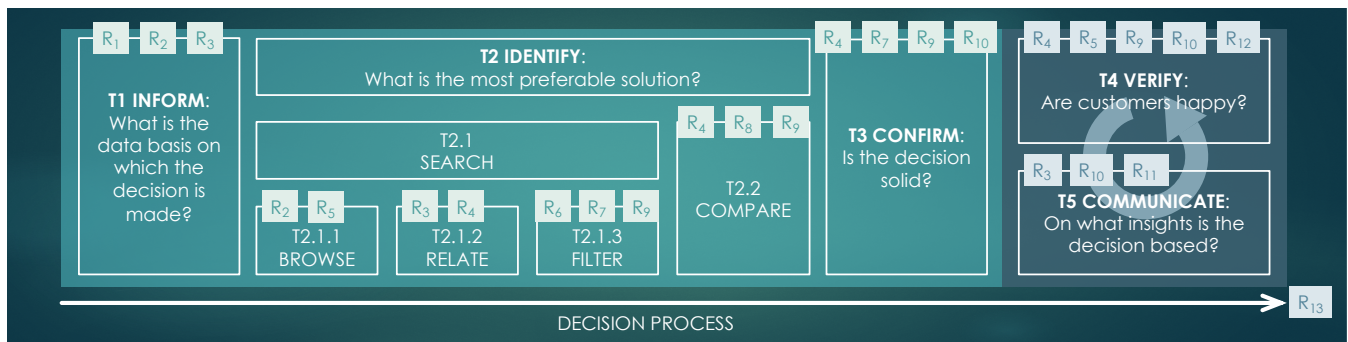 R1 R2 R3
T1 INFORM:
What is the
data basis on
which the
decision is
made?
T2 IDENTIFY:
What is the most preferable solution?
T2.1
SEARCH
R2 R5
T2.1.1
BROWSE
R3 R4
T2.1.2
RELATE
R6 R7 R9
T2.1.3
FILTER
R4 R8 R9
T2.2
COMPARE
R4 R7 R9 R10
T3 CONFIRM:
Is the decision
solid?
R4 R5 R9 R10 R12
T4 VERIFY:
Are customers happy?
R3 R10 R11
T5 COMMUNICATE:
On what insights is the
decision based?
R13
DECISION PROCESS